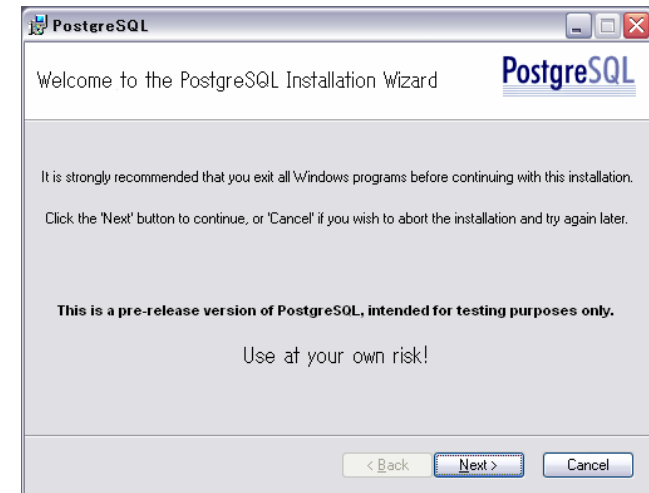 PostgreSQL
Welcome to the PostgreSQL Installation Wizard
PostgreSQL
It is strongly recommended that you exit all Windows programs before continuing with this installation.
Click the 'Next' button to continue, or 'Cancel' if you wish to abort the installation and try again later.
This is a pre-release version of PostgreSQL, intended for testing purposes only.
Use at your own risk!
< Back Next > Cancel